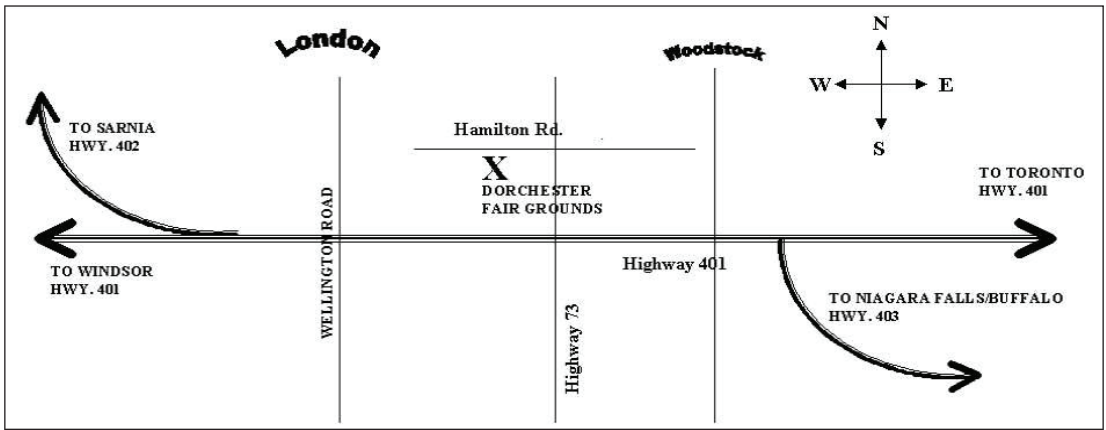 London
Woodstock
N
W
E
S
TO SARNIA
HWY. 402
Hamilton Rd.
X
DORCHESTER
FAIR GROUNDS
TO TORONTO
HWY. 401
WELLINGTON ROAD
TO WINDSOR
HWY. 401
Highway 401
TO NIAGARA FALLS/BUFFALO
HWY. 403
Highway 73